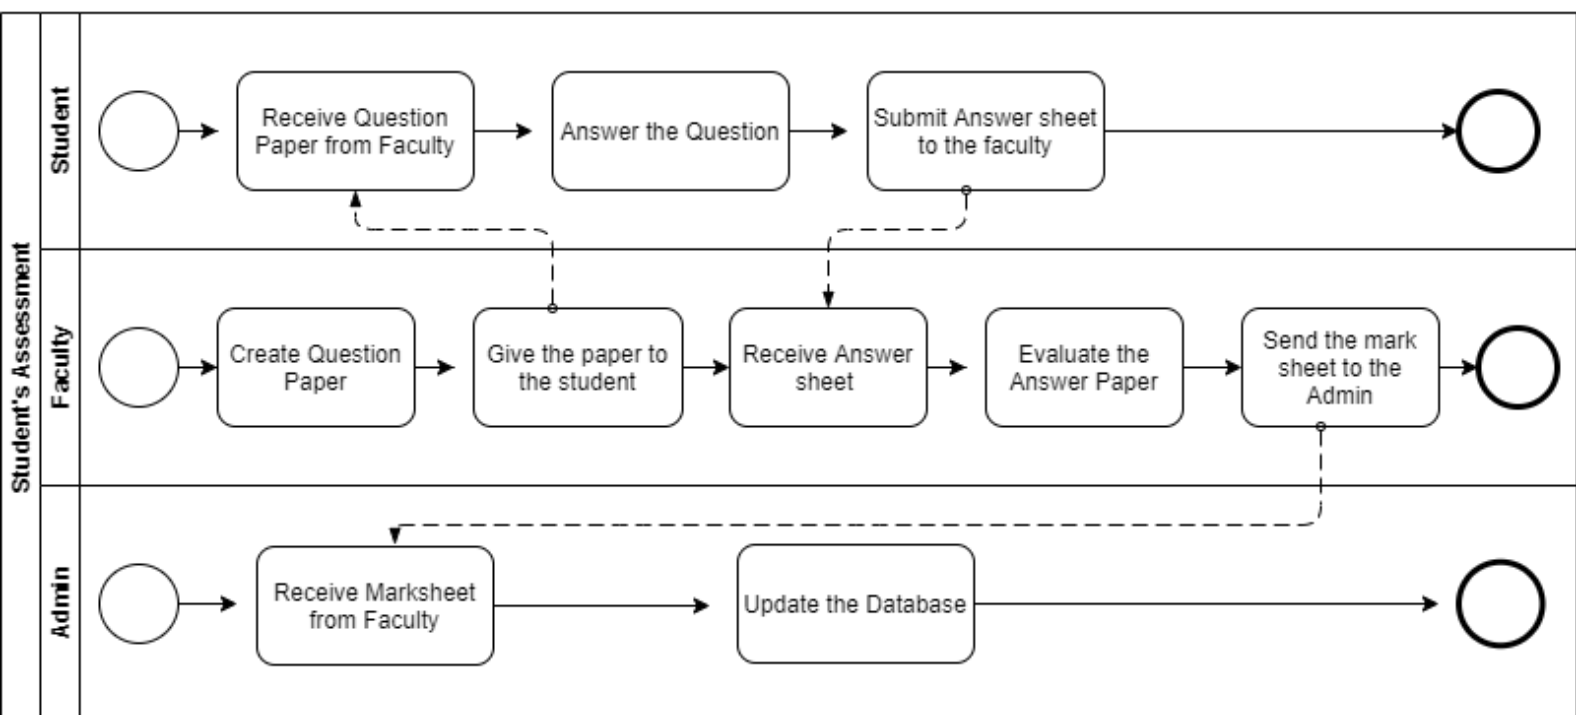 Student's Assessment
Student
Receive Question
Paper from Faculty
Answer the Question
Submit Answer sheet
to the faculty
Faculty
Create Question
Paper
Give the paper to
the student
Receive Answer
sheet
Evaluate the
Answer Paper
Send the mark
sheet to the
Admin
Admin
Receive Marksheet
from Faculty
Update the Database